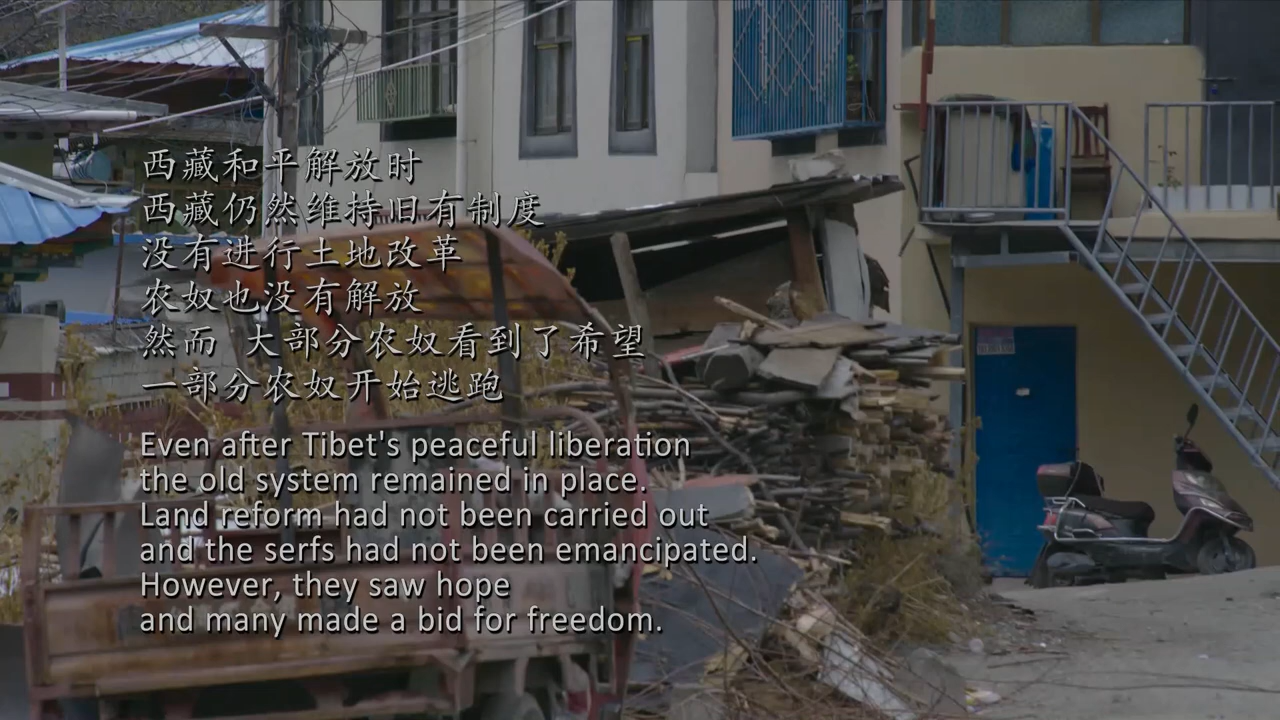 西藏和平解放时
西藏仍然维持旧有制度
没有进行土地改革
农奴也没有解放
然而 大部分农奴看到了希望
一部分农奴开始逃跑
Even after Tibet's peaceful liberation
the old system remained in place.
Land reform had not been carried out
and the serfs had not been emancipated.
However, they saw hope
and many made a bid for freedom.